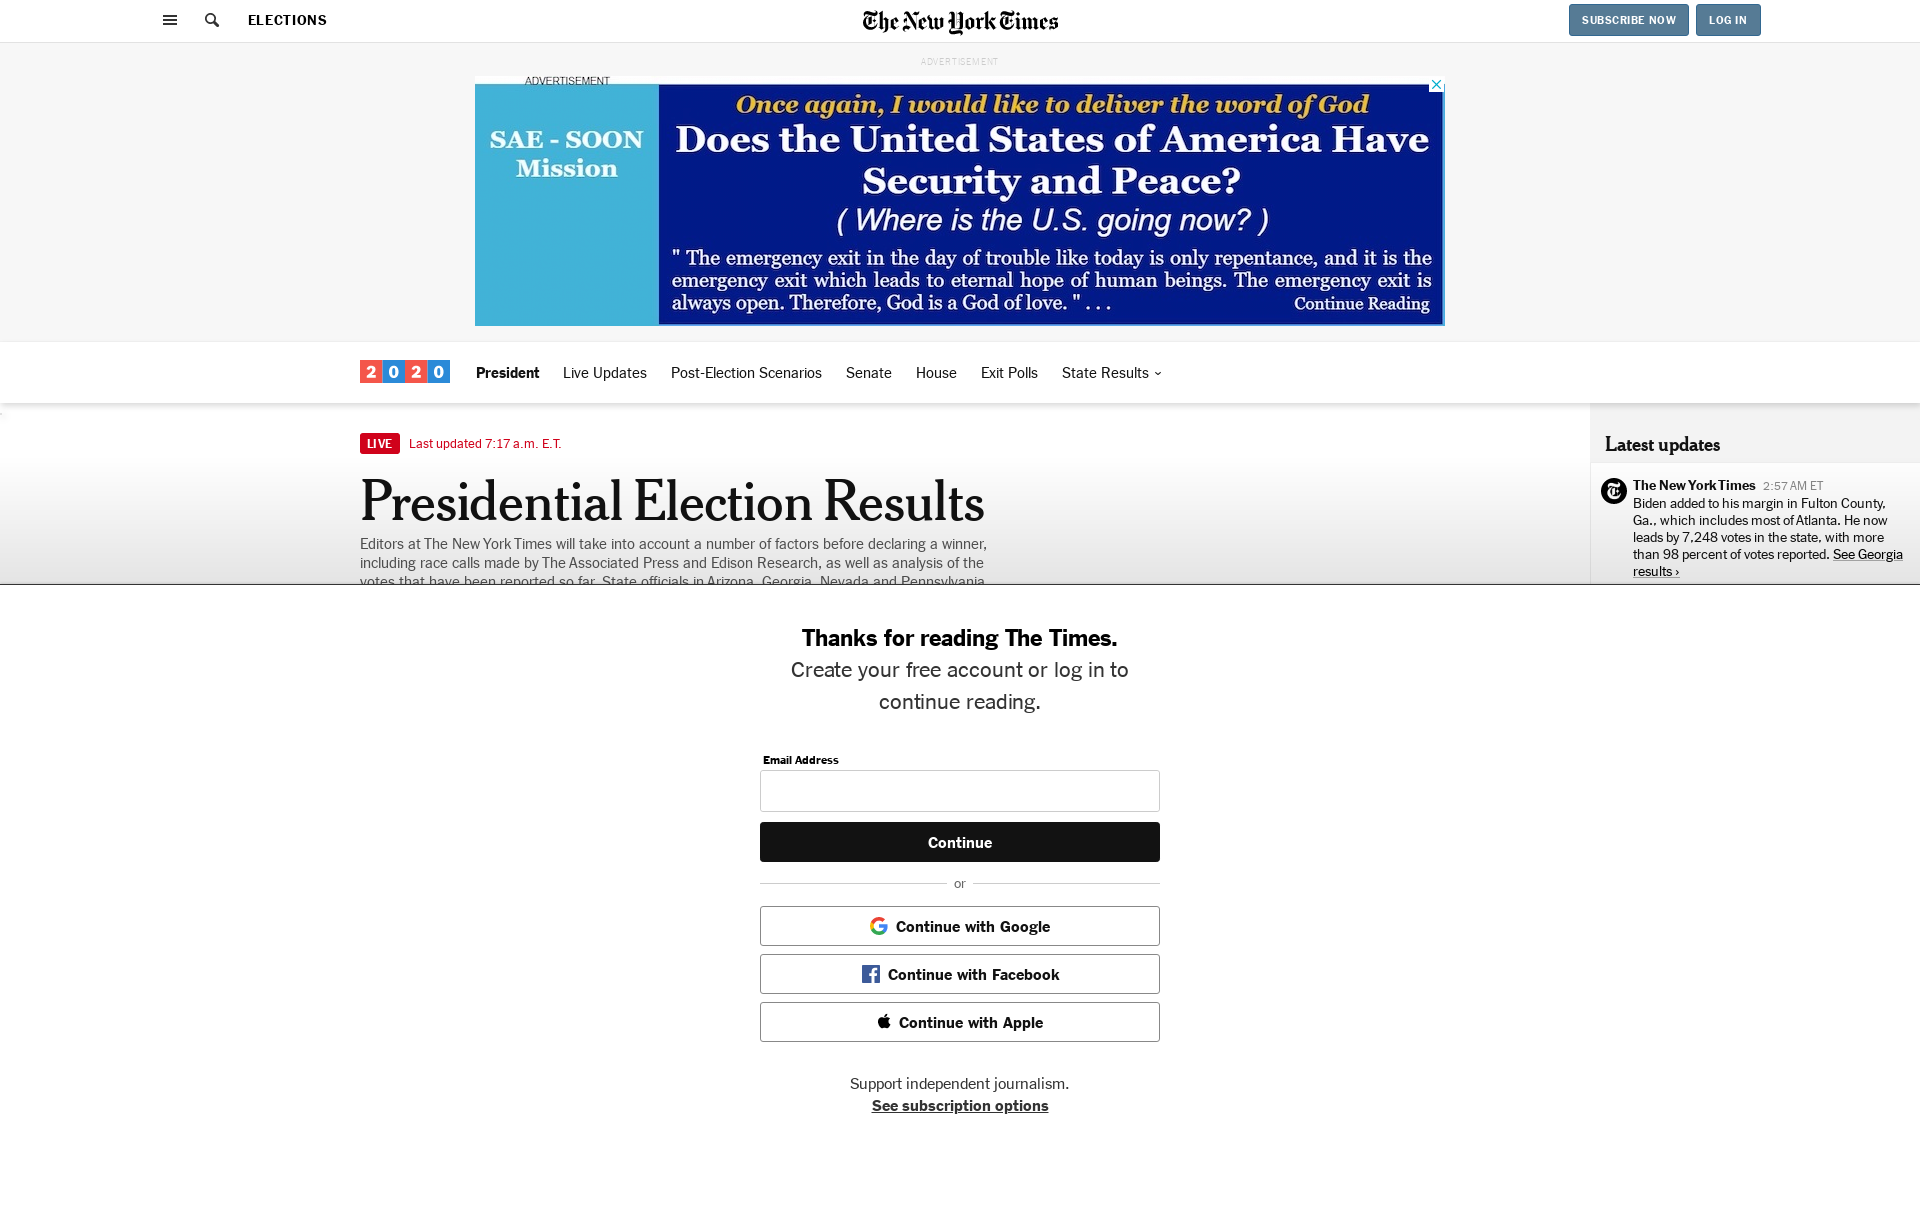 ELECTIONS
The New York Times
SUBSCRIBE NOW
LOG IN
ADVERTISEMENT
ADVERTISEMENT
SAE - SOON
Mission
Once again, I would like to deliver the word of God
Does the United States of America Have
Security and Peace?
( Where is the U.S. going now? )
" The emergency exit in the day of trouble like today is only repentance, and it is the
emergency exit which leads to eternal hope of human beings. The emergency exit is
always open. Therefore, God is a God of love. " . . .
Continue Reading
2020
President
Live Updates
Post-Election Scenarios
Senate
House
Exit Polls
State Results
LIVE
Last updated 7:17 a.m. E.T.
Presidential Election Results
Editors at The New York Times will take into account a number of factors before declaring a winner,
including race calls made by The Associated Press and Edison Research, as well as analysis of the
votes that have been reported so far. State officials in Arizona, Georgia, Nevada and Pennsylvania
Latest updates
The New York Times 2:57 AM ET
Biden added to his margin in Fulton County,
Ga., which includes most of Atlanta. He now
leads by 7,248 votes in the state, with more
than 98 percent of votes reported. See Georgia
results ›
Thanks for reading The Times.
Create your free account or log in to
continue reading.
Email Address
Continue
or
Continue with Google
Continue with Facebook
Continue with Apple
Support independent journalism.
See subscription options